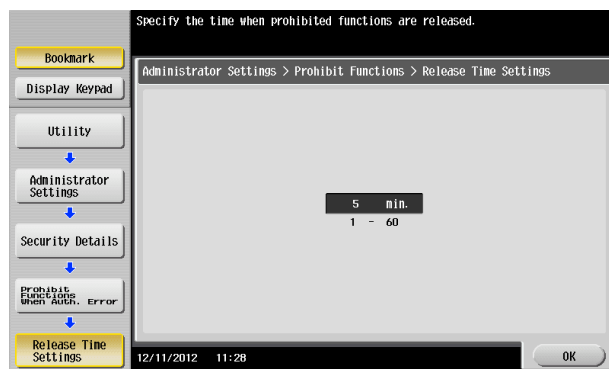 Specify the time when prohibited functions are released.
Bookmark
Display Keypad
Administrator Settings > Prohibit Functions > Release Time Settings
Utility
Administrator
Settings
Security Details
Prohibit
Functions
When Auth. Error
Release Time
Settings
5 min.
1 - 60
12/11/2012 11:28
OK